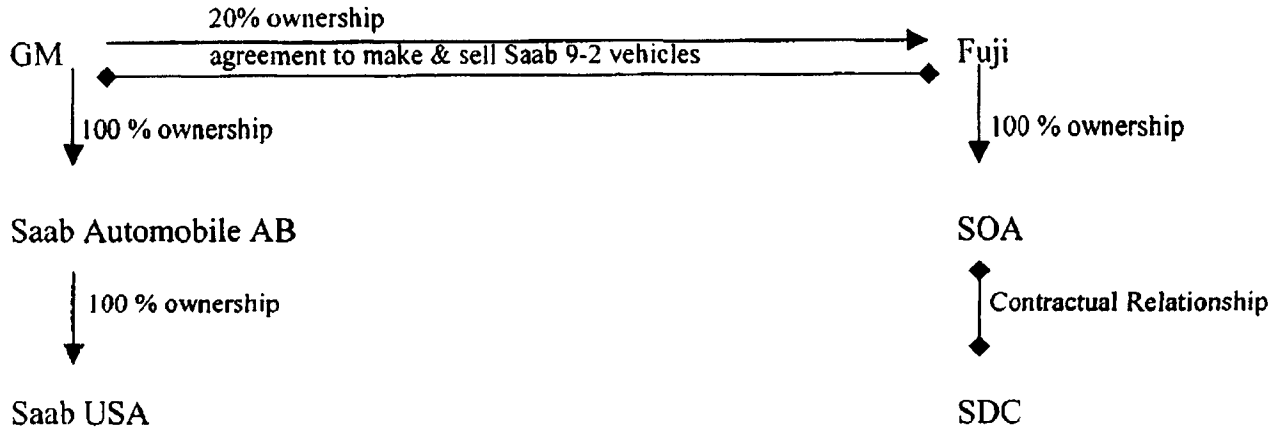 20% ownership
GM
agreement to make & sell Saab 9-2 vehicles
Fuji
100 % ownership
100 % ownership
Saab Automobile AB
SOA
100 % ownership
Contractual Relationship
Saab USA
SDC